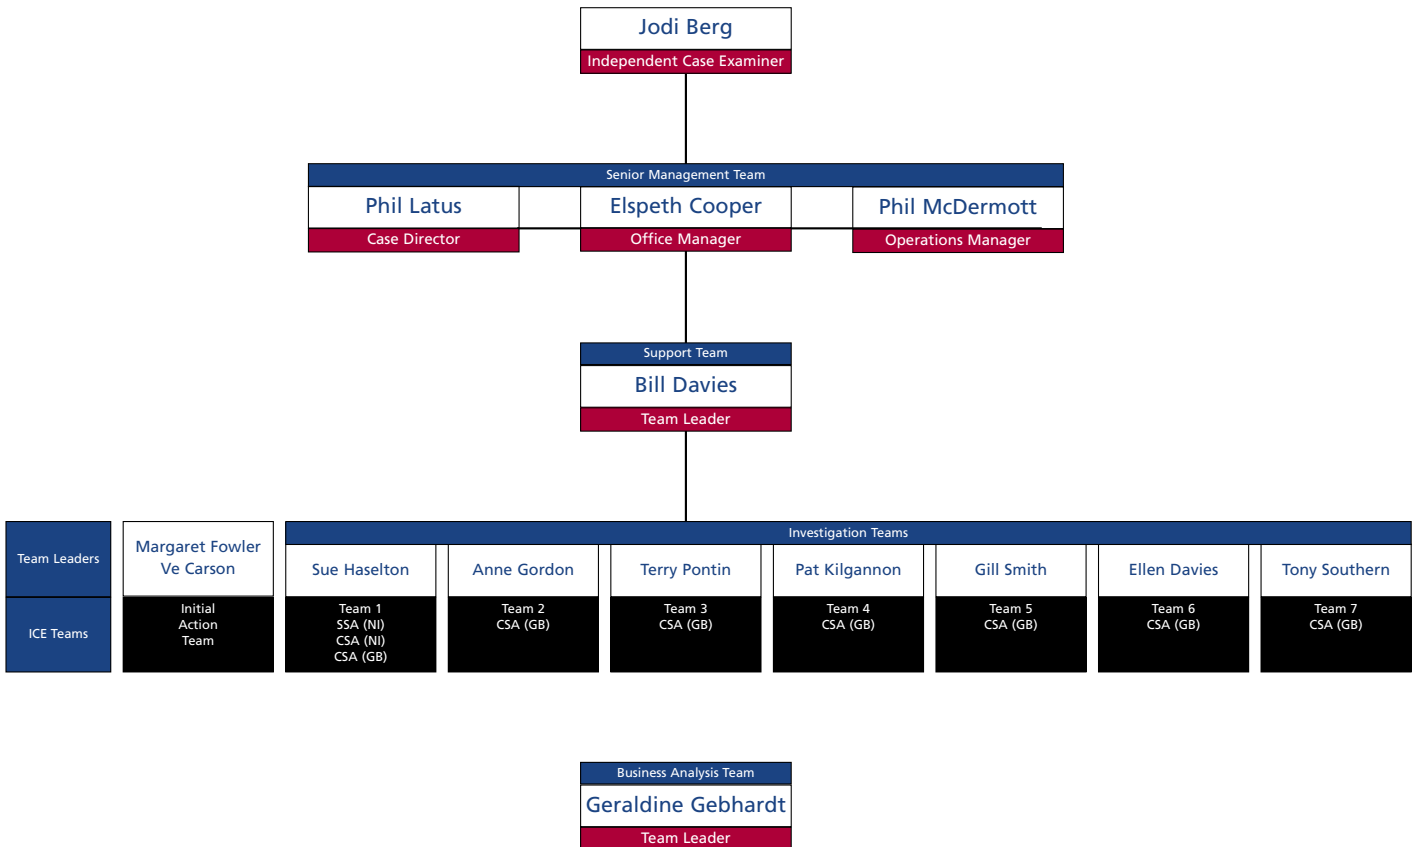 Jodi Berg
Independent Case Examiner
Senior Management Team
Phil Latus
Case Director
Elspeth Cooper
Office Manager
Phil McDermott
Operations Manager
Support Team
Bill Davies
Team Leader
Team Leaders
ICE Teams
Margaret Fowler
Ve Carson
Initial
Action
Team
Investigation Teams
Sue Haselton
Team 1
SSA (NI)
CSA (NI)
CSA (GB)
Anne Gordon
Team 2
CSA (GB)
Terry Pontin
Team 3
CSA (GB)
Pat Kilgannon
Team 4
CSA (GB)
Gill Smith
Team 5
CSA (GB)
Ellen Davies
Team 6
CSA (GB)
Tony Southern
Team 7
CSA (GB)
Business Analysis Team
Geraldine Gebhardt
Team Leader